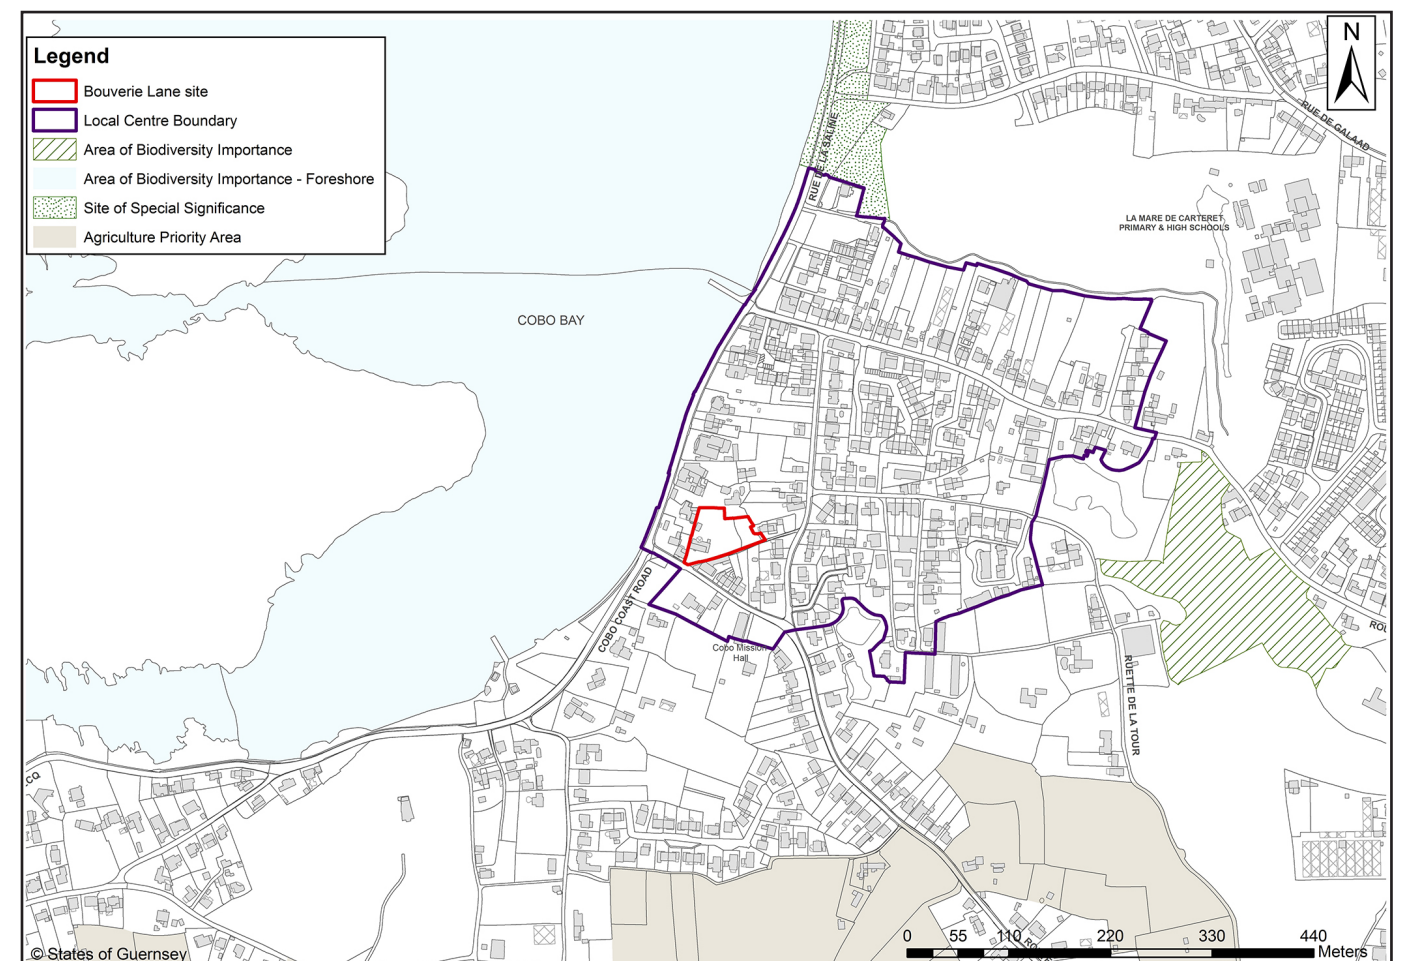 Legend
Bouverie Lane site
Local Centre Boundary
Area of Biodiversity Importance
Area of Biodiversity Importance - Foreshore
Site of Special Significance
Agriculture Priority Area
N
RUE DE GALAAD
RUE DE LA SALINE
LA MARE DE CARTERET
PRIMARY & HIGH SCHOOLS
COBO BAY
COBO COAST ROAD
Cobo Mission
Hall
ROU
RUETTE DE LA TOUR
CQ
0 55 110 220 330 440
Meters
© States of Guernsey